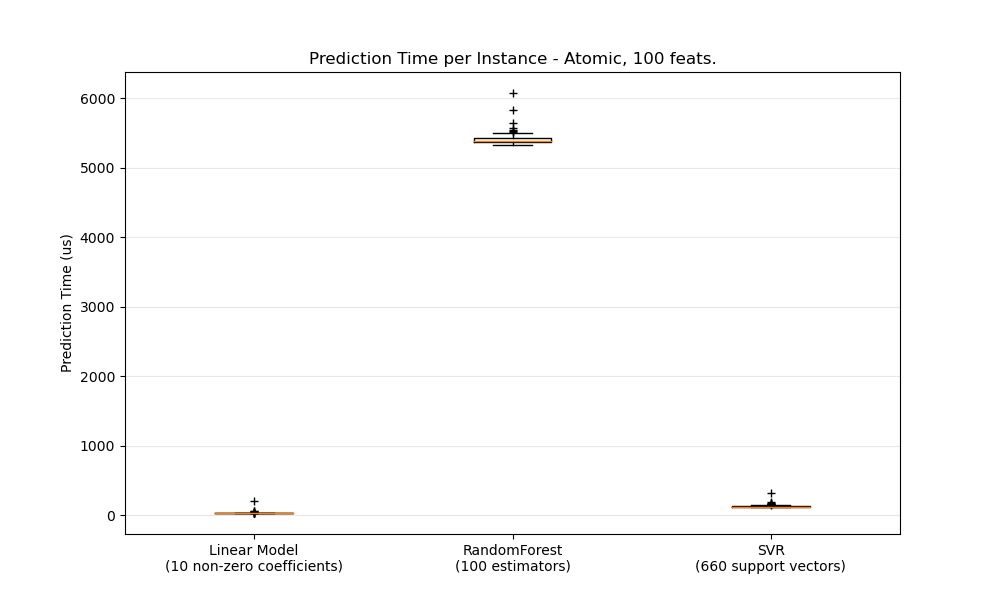 Prediction Time per Instance - Atomic, 100 feats.
Prediction Time (us)
6000
5000
4000
3000
2000
1000
0
Linear Model
(10 non-zero coefficients)
RandomForest
(100 estimators)
SVR
(660 support vectors)